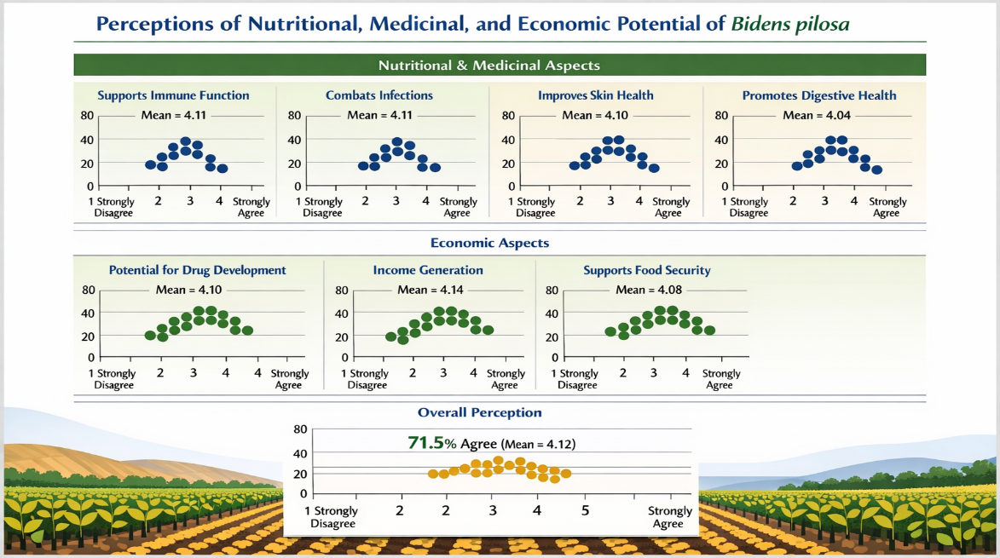 Perceptions of Nutritional, Medicinal, and Economic Potential of Bidens pilosa
Nutritional & Medicinal Aspects
Supports Immune Function
Mean = 4.11
80
40
20
0
1 Strongly Disagree
2
3
4
Strongly Agree
Combats Infections
Mean = 4.11
80
40
20
0
1 Strongly Disagree
2
3
4
Strongly Agree
Improves Skin Health
Mean = 4.10
80
40
20
0
1 Strongly Disagree
2
3
4
Strongly Agree
Promotes Digestive Health
Mean = 4.04
80
40
20
0
1 Strongly Disagree
2
3
4
Strongly Agree
Economic Aspects
Potential for Drug Development
Mean = 4.10
80
40
20
0
1 Strongly Disagree
2
3
4
4
Strongly Agree
Income Generation
Mean = 4.14
80
40
20
0
1 Strongly Disagree
2
3
4
Strongly Agree
Supports Food Security
Mean = 4.08
80
40
20
0
1 Strongly Disagree
2
3
4
Strongly Agree
Overall Perception
71.5% Agree (Mean = 4.12)
80
40
20
0
1 Strongly Disagree
2
2
3
4
5
Strongly Agree